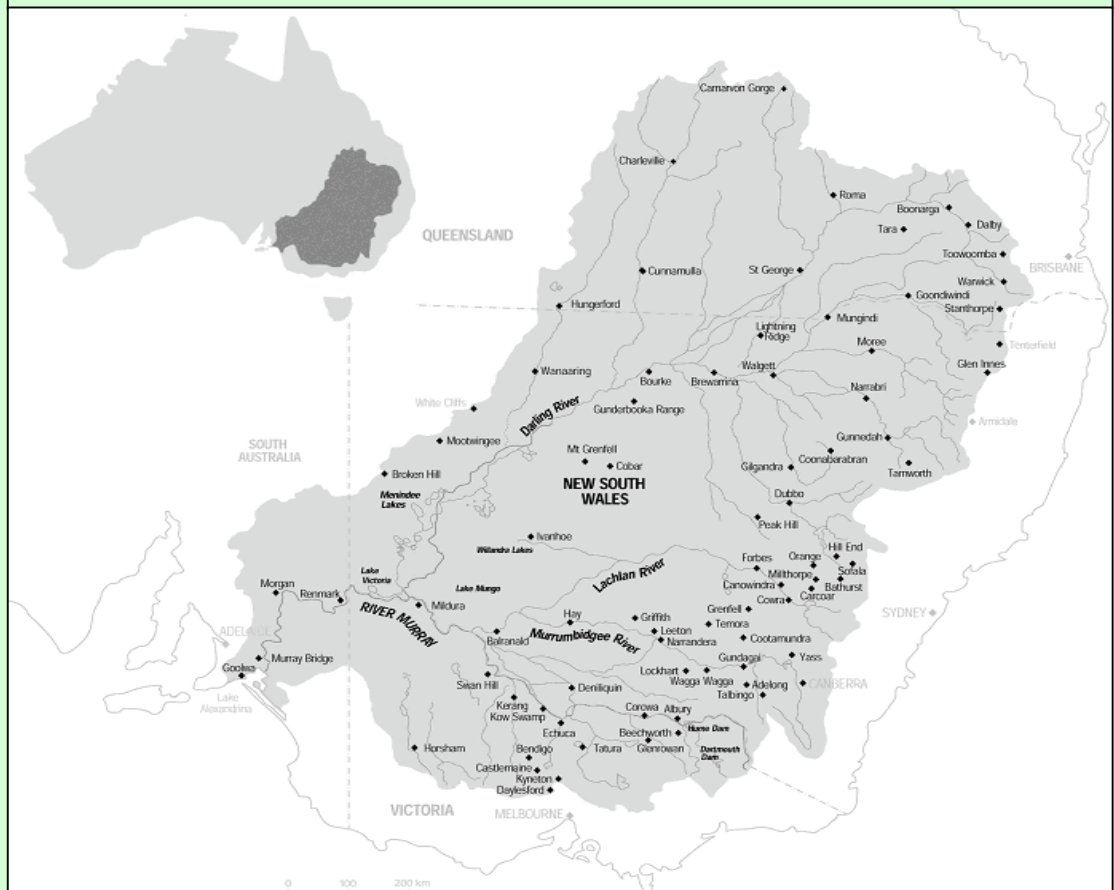 Carnarvon Gorge
Charleville
Roma
Boonarga
Tara
Dalby
QUEENSLAND
Toowoomba
BRISBANE
Cunnamulla
St George
Warwick
Goondiwindi
Hungerford
Stanthorpe
Mungindi
Lightning
Ridge
Moree
Tenterfield
Walgett
Glen Innes
Wanaaring
Bourke
Brewarrina
Narrabri
White Cliffs
Darling River
Gunderbooka Range
Armidale
Mootwingee
Gunnedah
SOUTH
AUSTRALIA
Mt Grenfell
Coonabarabran
Cobar
Gilgandra
Tamworth
Broken Hill
NEW SOUTH
WALES
Menindee
Lakes
Dubbo
Peak Hill
Ivanhoe
Willandra Lakes
Hill End
Orange
Forbes
Sofala
Lake
Victoria
Lachlan River
Millthorpe
Morgan
Lake Mungo
Canowindra
Bathurst
Renmark
Carcoar
Cowra
Mildura
RIVER MURRAY
Grenfell
SYDNEY
Hay
Griffith
Temora
ADELAIDE
Balranald
Murrumbidgee River
Leeton
Narrandera
Cootamundra
Murray Bridge
Gundagai
Yass
Goolwa
Lockhart
Wagga Wagga
Swan Hill
Deniliquin
Adelong
CANBERRA
Talbingo
Lake
Alexandrina
Kerang
Kow Swamp
Corowa
Albury
Echuca
Beechworth
Hume Dam
Horsham
Bendigo
Tatura
Glenrowan
Dartmouth
Dam
Castlemaine
Kyneton
Daylesford
VICTORIA
MELBOURNE
0 100 200 km